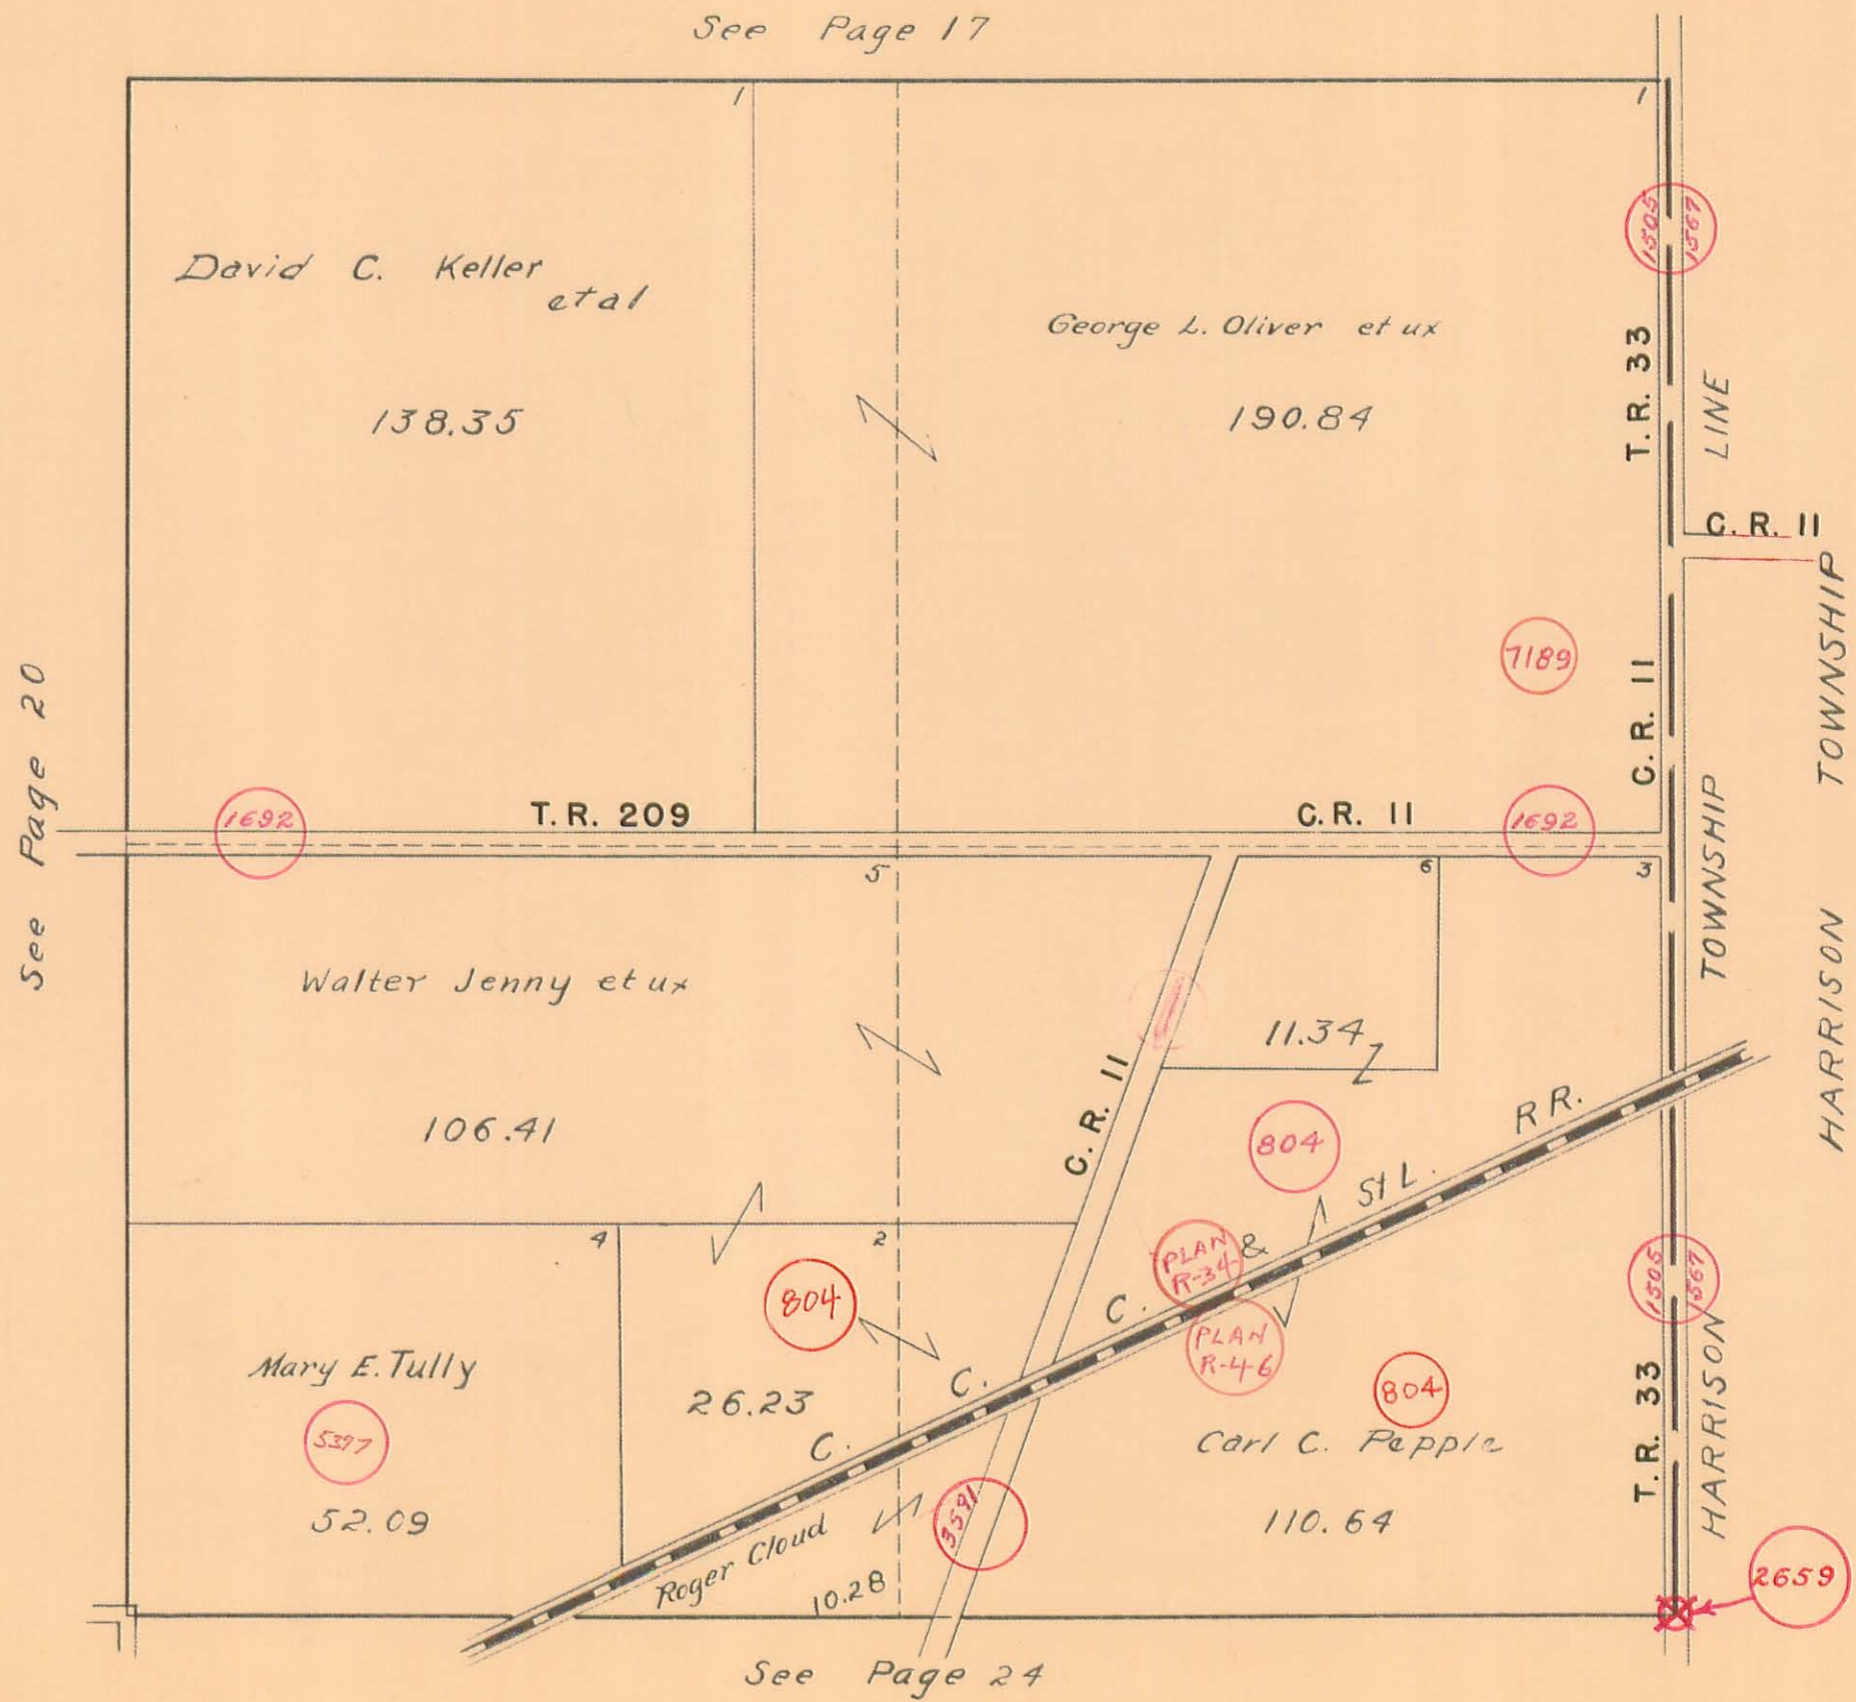 See Page 17
1
1
David C. Keller
etal
138.35
George L. Oliver et ux
190.84
1505
1567
T.R. 33
LINE
C.R. 11
7189
C.R. 11
TOWNSHIP
See Page 20
1692
T.R. 209
C.R. 11
1692
5
6
3
TOWNSHIP
HARRISON
Walter Jenny et ux
106.41
11.34
C.R. 11
804
C. C. C. & St L. RR.
4
2
804
PLAN
R-34
PLAN
R-46
1505
1567
Mary E. Tully
5397
52.09
26.23
804
Carl C. Pepple
110.64
T.R. 33
HARRISON
Roger Cloud
10.28
3591
2659
See Page 24